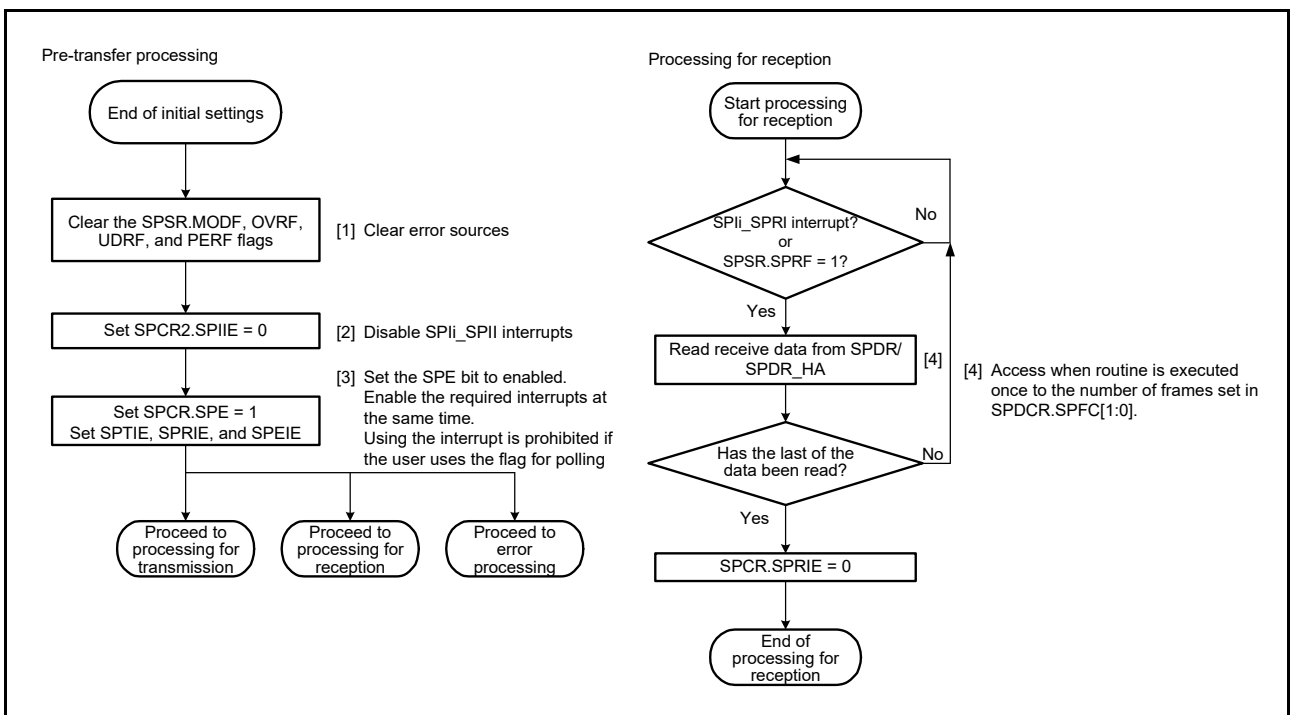 Pre-transfer processing
End of initial settings
Clear the SPSR.MODF, OVRF,
UDRF, and PERF flags
[1] Clear error sources
Set SPCR2.SPIIE = 0
[2] Disable SPIi_SPII interrupts
Set SPCR.SPE = 1
Set SPTIE, SPRIE, and SPEIE
[3] Set the SPE bit to enabled.
Enable the required interrupts at
the same time.
Using the interrupt is prohibited if
the user uses the flag for polling
Proceed to
processing for
transmission
Proceed to
processing for
reception
Proceed to
error
processing
Processing for reception
Start processing
for reception
SPIi_SPRI interrupt?
or
SPSR.SPRF = 1?
No
Yes
Read receive data from SPDR/
SPDR_HA
[4]
[4] Access when routine is executed
once to the number of frames set in
SPDCR.SPFC[1:0].
Has the last of the
data been read?
No
Yes
SPCR.SPRIE = 0
End of
processing for
reception